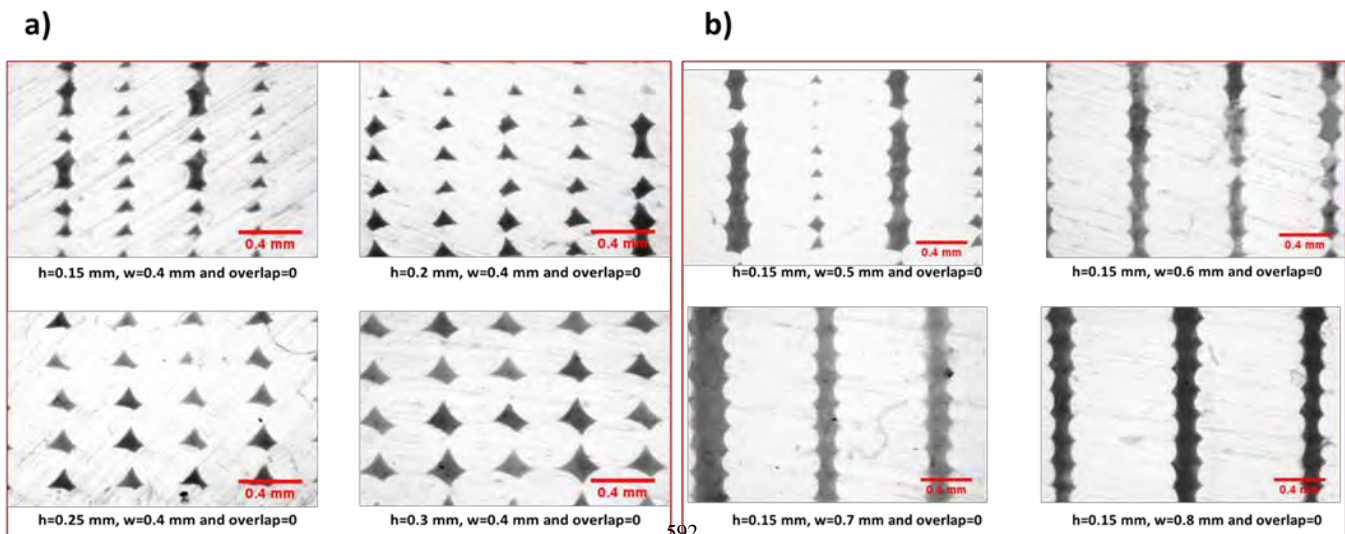 a)
b)
0.4 mm
0.4 mm
0.4 mm
0.4 mm
h=0.15 mm, w=0.4 mm and overlap=0
h=0.2 mm, w=0.4 mm and overlap=0
h=0.15 mm, w=0.5 mm and overlap=0
h=0.15 mm, w=0.6 mm and overlap=0
0.4 mm
0.4 mm
0.4 mm
0.4 mm
h=0.25 mm, w=0.4 mm and overlap=0
h=0.3 mm, w=0.4 mm and overlap=0
h=0.15 mm, w=0.7 mm and overlap=0
h=0.15 mm, w=0.8 mm and overlap=0
592